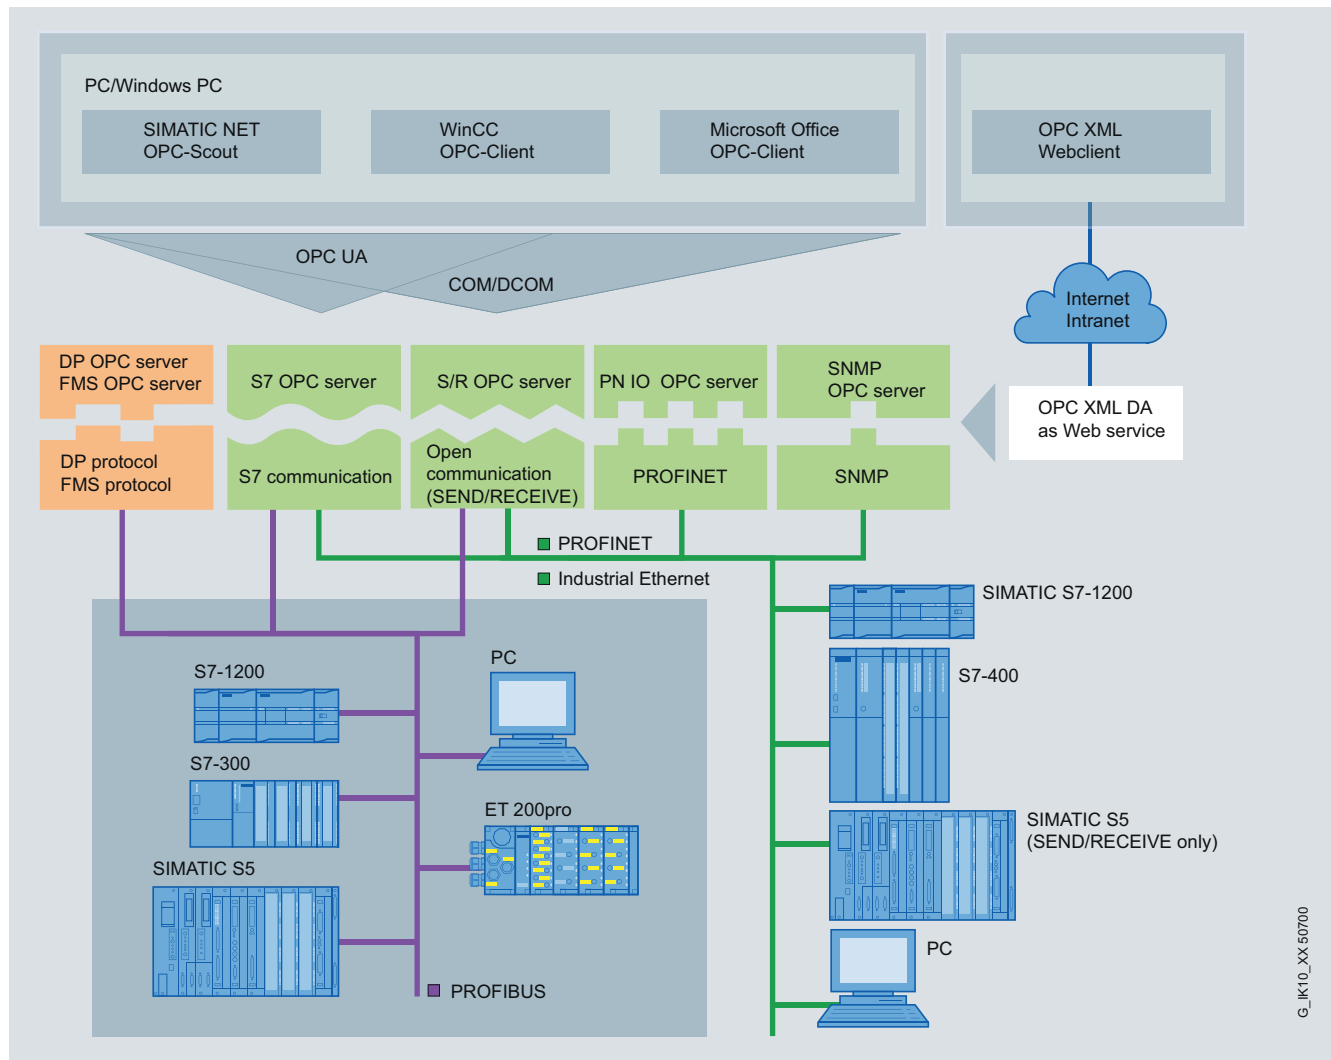 PC/Windows PC
SIMATIC NET
OPC-Scout
WinCC
OPC-Client
Microsoft Office
OPC-Client
OPC XML
Webclient
OPC UA
COM/DCOM
Internet
Intranet
DP OPC server
FMS OPC server
S7 OPC server
S/R OPC server
PN IO OPC server
SNMP
OPC server
OPC XML DA
as Web service
DP protocol
FMS protocol
S7 communication
Open
communication
(SEND/RECEIVE)
PROFINET
SNMP
PROFINET
Industrial Ethernet
SIMATIC S7-1200
S7-400
SIMATIC S5
(SEND/RECEIVE only)
PC
S7-1200
PC
S7-300
ET 200pro
SIMATIC S5
PROFIBUS
G_IK10_XX 50700